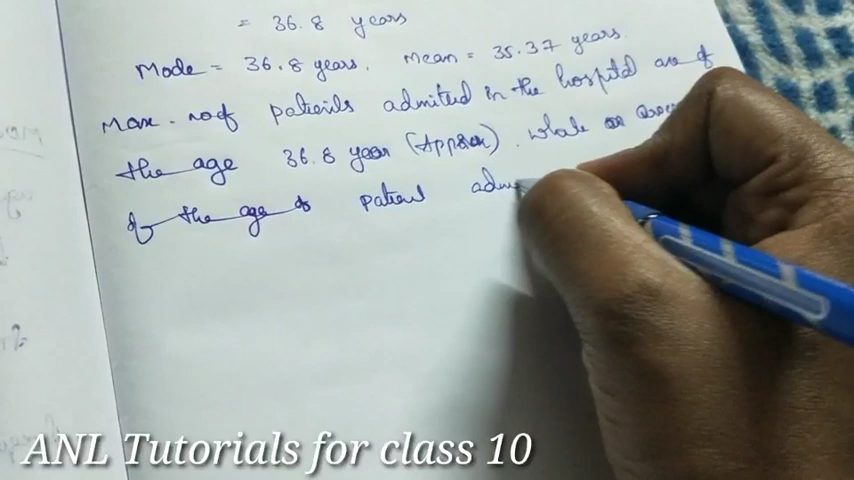 = 36.8 years
Mode = 36.8 years. Mean = 35.37 years.
Max. no of patients admitted in the hospital are of
the age 36.8 year (Approx). while on
of the age of patient adm
ANL Tutorials for class 10